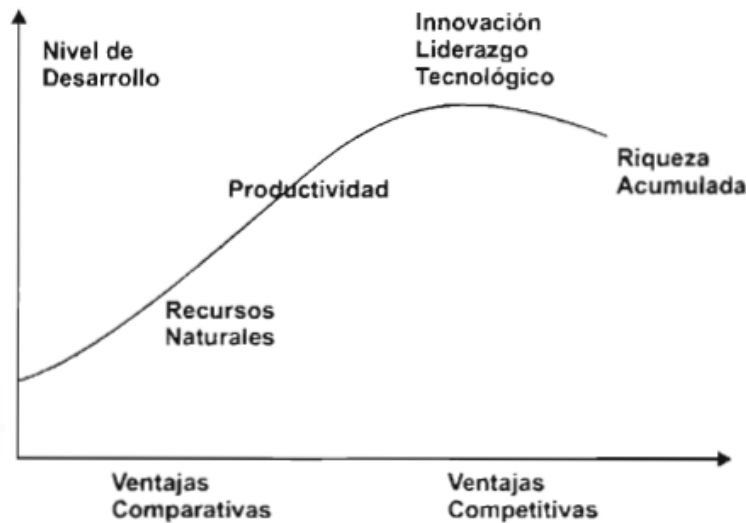 Nivel de
Desarrollo
Innovación
Liderazgo
Tecnológico
Riqueza
Acumulada
Productividad
Recursos
Naturales
Ventajas
Comparativas
Ventajas
Competitivas